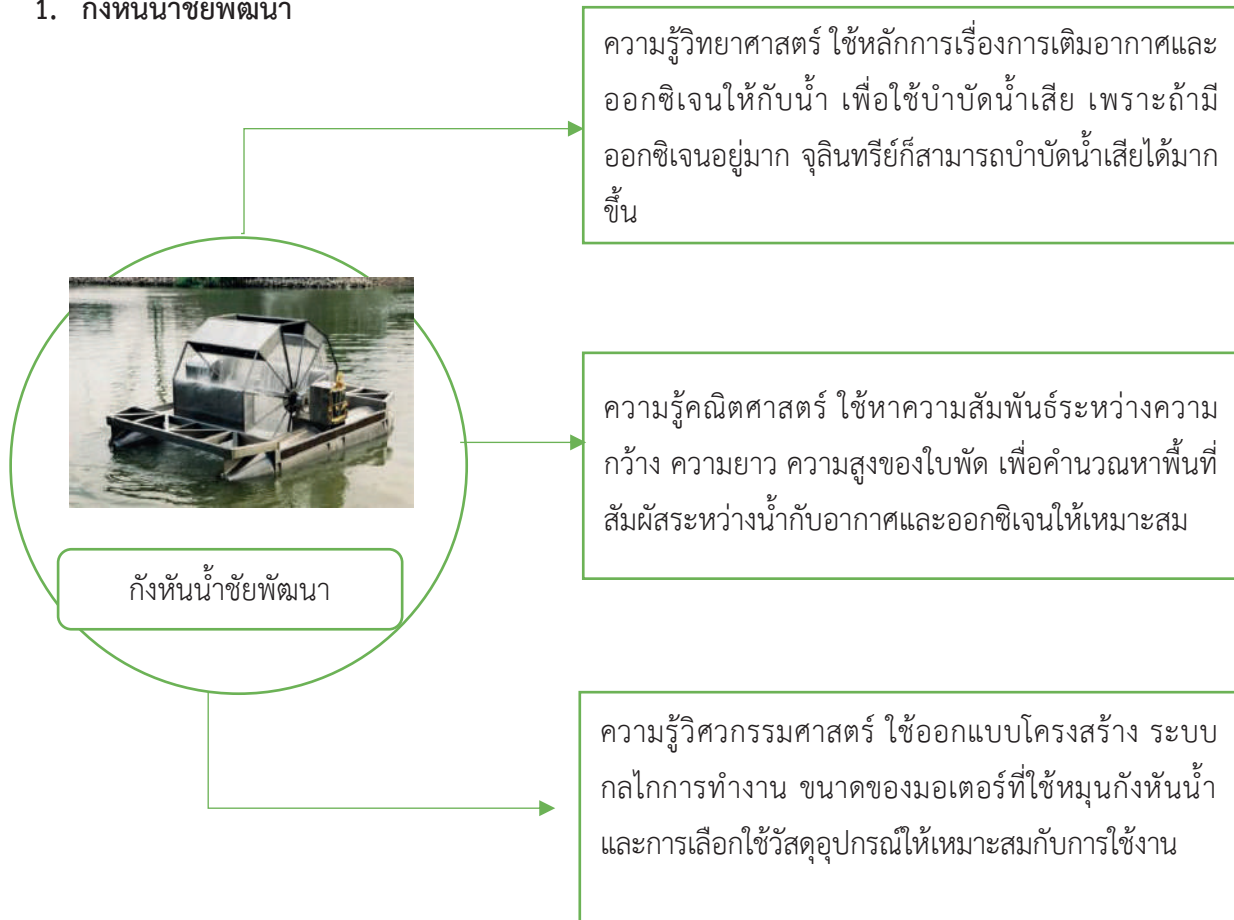 1. กังหันน้ำชัยพัฒนา
ความรู้วิทยาศาสตร์ ใช้หลักการเรื่องการเติมอากาศและ
ออกซิเจนให้กับน้ำ เพื่อใช้บำบัดน้ำเสีย เพราะถ้ามี
ออกซิเจนอยู่มาก จุลินทรีย์ก็สามารถบำบัดน้ำเสียได้มาก
ขึ้น
ความรู้คณิตศาสตร์ ใช้หาความสัมพันธ์ระหว่างความ
กว้าง ความยาว ความสูงของใบพัด เพื่อคำนวณหาพื้นที่
สัมผัสระหว่างน้ำกับอากาศและออกซิเจนให้เหมาะสม
กังหันน้ำชัยพัฒนา
ความรู้วิศวกรรมศาสตร์ ใช้ออกแบบโครงสร้าง ระบบ
กลไกการทำงาน ขนาดของมอเตอร์ที่ใช้หมุนกังหันน้ำ
และการเลือกใช้วัสดุอุปกรณ์ให้เหมาะสมกับการใช้งาน